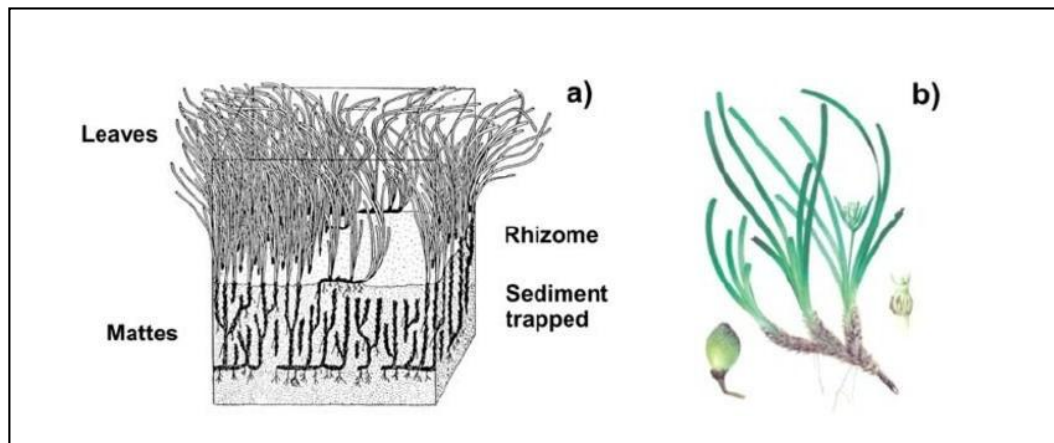 a)
b)
Leaves
Rhizome
Sediment
trapped
Mattes